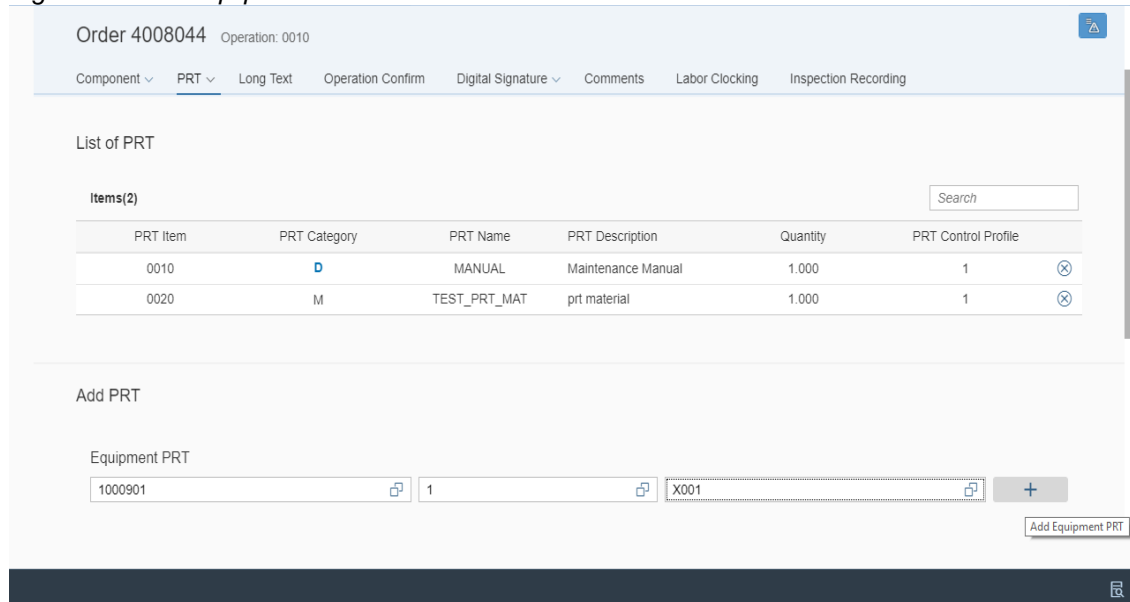 Order 4008044 Operation: 0010
Component PRT Long Text Operation Confirm Digital Signature Comments Labor Clocking Inspection Recording
List of PRT
Items(2) Search
PRT Item PRT Category PRT Name PRT Description Quantity PRT Control Profile
0010 D MANUAL Maintenance Manual 1.000 1
0020 M TEST_PRT_MAT prt material 1.000 1
Add PRT
Equipment PRT
1000901 1 X001 +
Add Equipment PRT